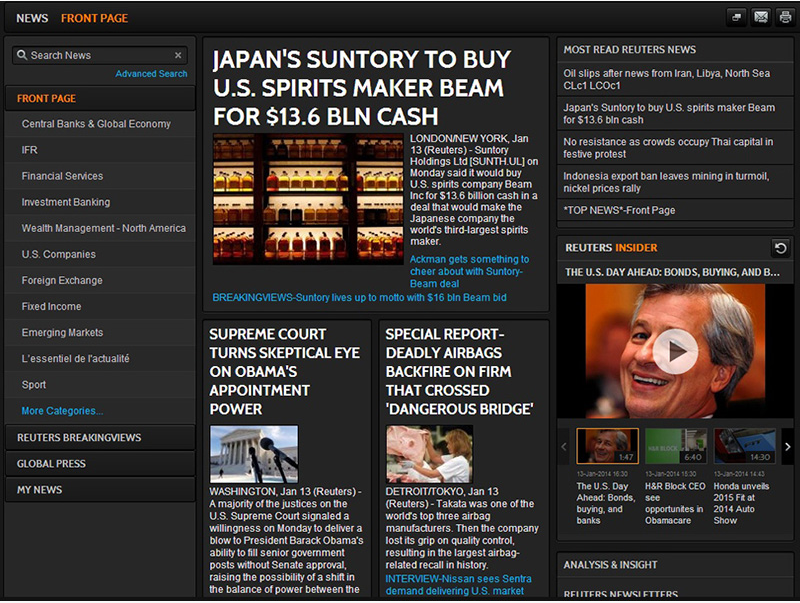 NEWS FRONT PAGE
Search News
Advanced Search
FRONT PAGE
Central Banks & Global Economy
IFR
Financial Services
Investment Banking
Wealth Management - North America
U.S. Companies
Foreign Exchange
Fixed Income
Emerging Markets
L'essentiel de l'actualité
Sport
More Categories...
REUTERS BREAKINGVIEWS
GLOBAL PRESS
MY NEWS
JAPAN'S SUNTORY TO BUY
U.S. SPIRITS MAKER BEAM
FOR $13.6 BLN CASH
LONDON/NEW YORK, Jan
13 (Reuters) - Suntory
Holdings Ltd [SUNTH.UL] on
Monday said it would buy
U.S. spirits company Beam
Inc for $13.6 billion cash in a
deal that would make the
Japanese company the
world's third-largest spirits
maker.
Ackman gets something to
cheer about with Suntory-
Beam deal
BREAKINGVIEWS-Suntory lives up to motto with $16 bln Beam bid
SUPREME COURT
TURNS SKEPTICAL EYE
ON OBAMA'S
APPOINTMENT
POWER
WASHINGTON, Jan 13 (Reuters) -
A majority of the justices on the
U.S. Supreme Court signaled a
willingness on Monday to deliver a
blow to President Barack Obama's
ability to fill senior government
posts without Senate approval,
raising the possibility of a shift in
the balance of power between the
SPECIAL REPORT-
DEADLY AIRBAGS
BACKFIRE ON FIRM
THAT CROSSED
'DANGEROUS BRIDGE'
DETROIT/TOKYO, Jan 13
(Reuters) - Takata was one of the
world's top three airbag
manufacturers. Then the company
lost its grip on quality control,
resulting in the largest airbag-
related recall in history.
INTERVIEW-Nissan sees Sentra
demand delivering U.S. market
MOST READ REUTERS NEWS
Oil slips after news from Iran, Libya, North Sea
CLc1 LCOc1
Japan's Suntory to buy U.S. spirits maker Beam
for $13.6 bln cash
No resistance as crowds occupy Thai capital in
festive protest
Indonesia export ban leaves mining in turmoil,
nickel prices rally
*TOP NEWS*-Front Page
REUTERS INSIDER
THE U.S. DAY AHEAD: BONDS, BUYING, AND B...
1:47
H&R BLOCK
6:40
14:30
13-Jan-2014 16:30
The U.S. Day
Ahead: Bonds,
buying, and
banks
13-Jan-2014 15:30
H&R Block CEO
see
opportunites in
Obamacare
13-Jan-2014 14:43
Honda unveils
2015 Fit at
2014 Auto
Show
ANALYSIS & INSIGHT
REUTERS NEWSLETTERS